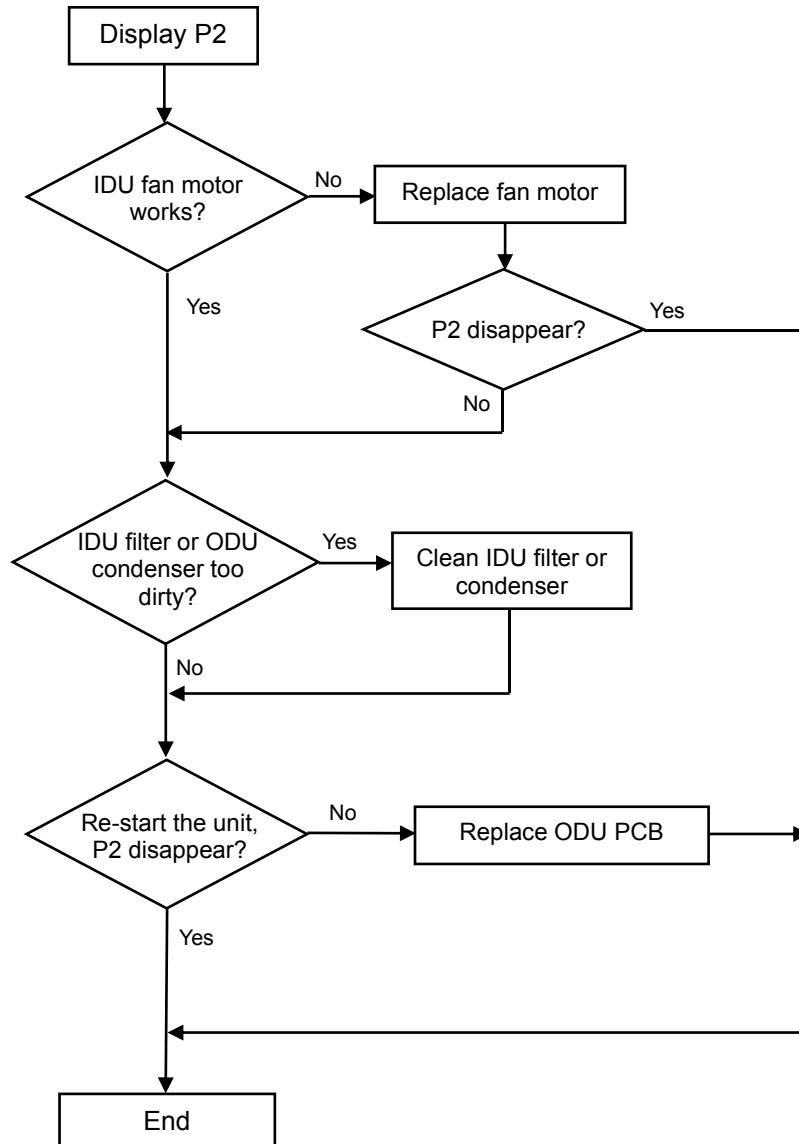 Display P2
IDU fan motor
works?
No
Replace fan motor
Yes
P2 disappear?
Yes
No
IDU filter or ODU
condenser too
dirty?
Yes
Clean IDU filter or
condenser
No
Re-start the unit,
P2 disappear?
No
Replace ODU PCB
Yes
End